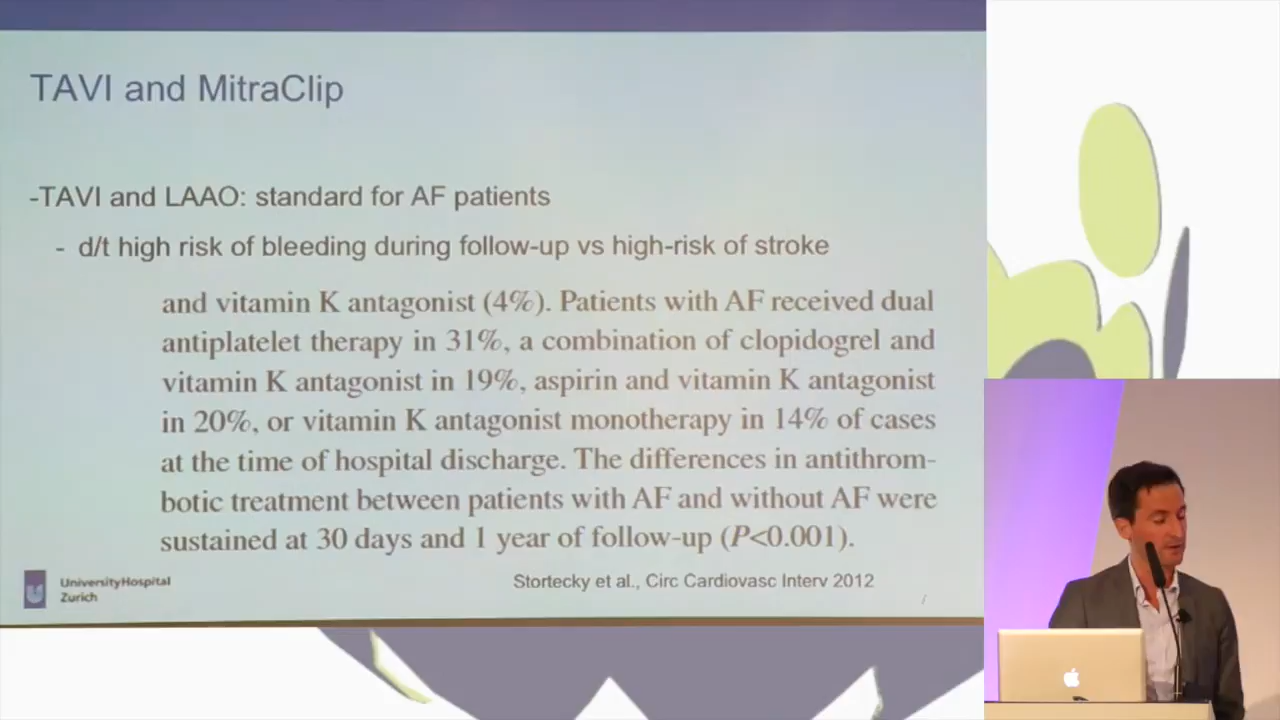 TAVI and MitraClip
-TAVI and LAAO: standard for AF patients
- d/t high risk of bleeding during follow-up vs high-risk of stroke
and vitamin K antagonist (4%). Patients with AF received dual
antiplatelet therapy in 31%, a combination of clopidogrel and
vitamin K antagonist in 19%, aspirin and vitamin K antagonist
in 20%, or vitamin K antagonist monotherapy in 14% of cases
at the time of hospital discharge. The differences in antithrom-
botic treatment between patients with AF and without AF were
sustained at 30 days and 1 year of follow-up (P<0.001).
UniversityHospital
Zurich
Stortecky et al., Circ Cardiovasc Interv 2012
7